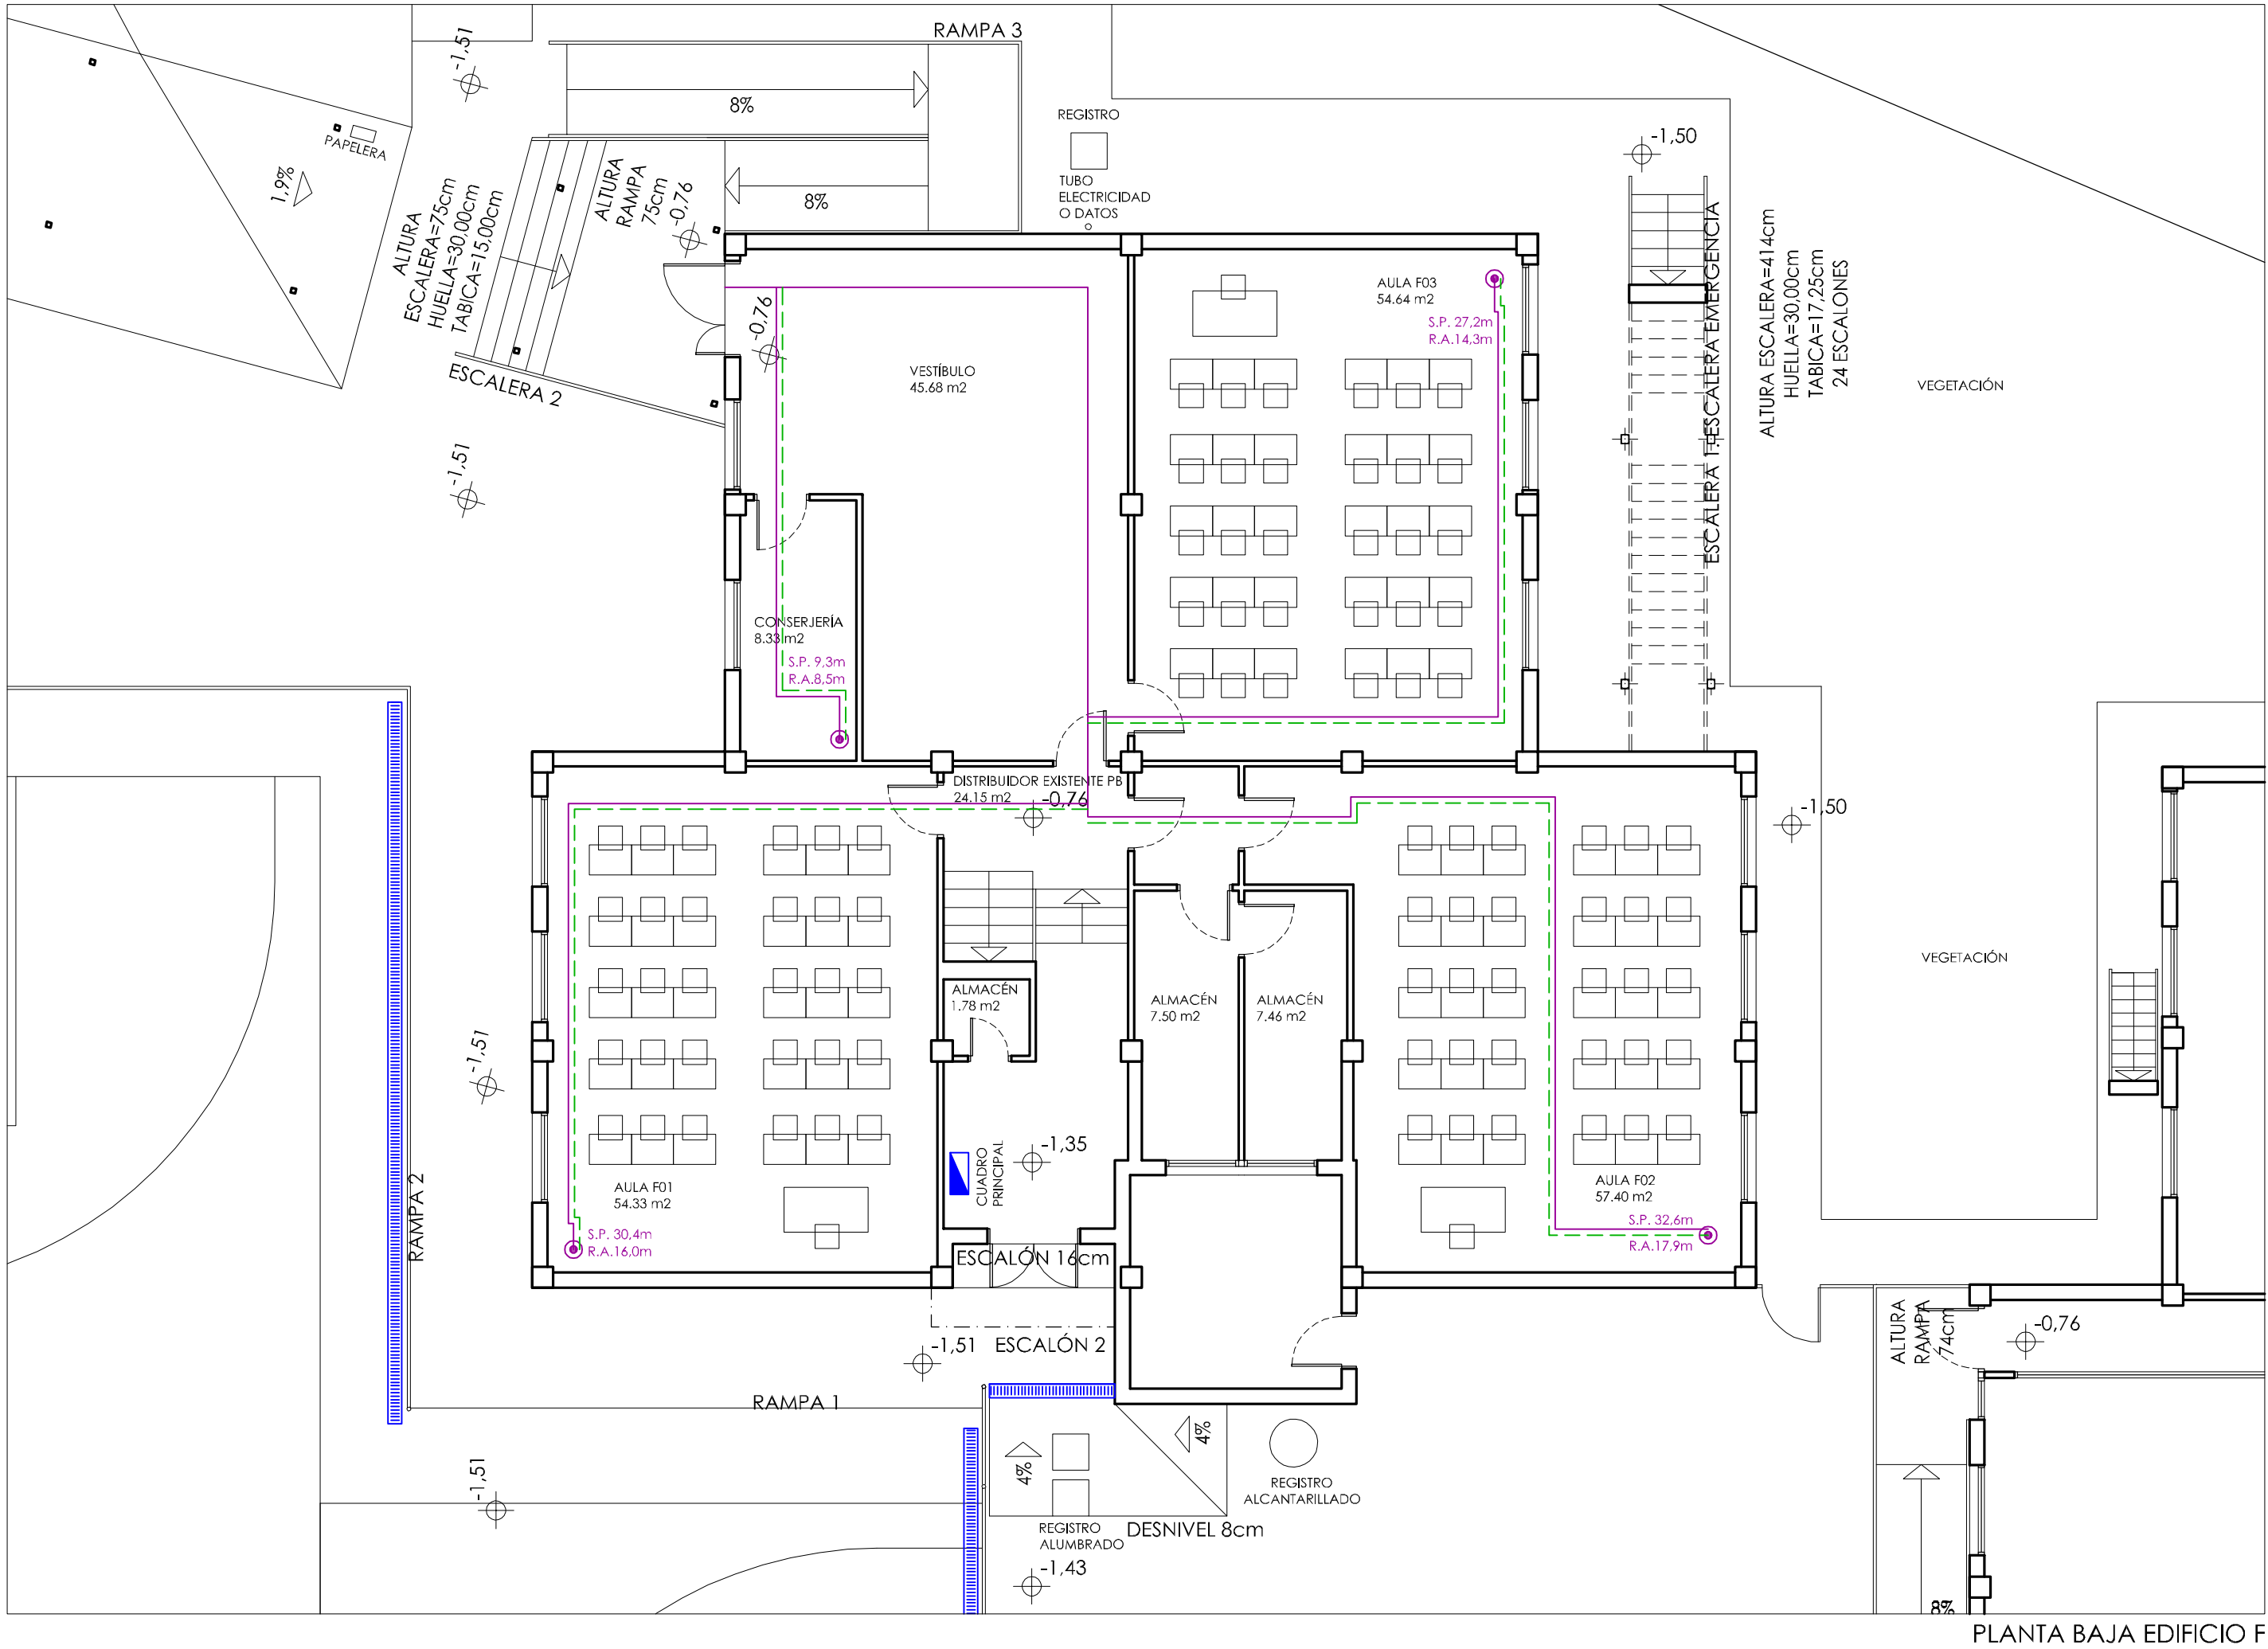 RAMPA 3
-1,51
8%
REGISTRO
-1,50
PAPELERA
1,9%
ALTURA
ESCALERA=75cm
HUELLA=30,00cm
TABICA=15,00cm
ALTURA
RAMPA
75cm
-0,76
8%
TUBO
ELECTRICIDAD
O DATOS
ESCALERA 1. ESCALERA EMERGENCIA
ALTURA ESCALERA=414cm
HUELLA=30,00cm
TABICA=17,25cm
24 ESCALONES
AULA F03
54.64 m2
S.P. 27,2m
R.A.14,3m
-0,76
VESTÍBULO
45.68 m2
ESCALERA 2
VEGETACIÓN
-1,51
CONSERJERÍA
8.33 m2
S.P. 9,3m
R.A.8,5m
DISTRIBUIDOR EXISTENTE PB
24.15 m2
-0,76
-1,50
VEGETACIÓN
ALMACÉN
1.78 m2
ALMACÉN
7.50 m2
ALMACÉN
7.46 m2
-1,51
-1,35
CUADRO
PRINCIPAL
AULA F01
54.33 m2
S.P. 30,4m
R.A.16,0m
AULA F02
57.40 m2
S.P. 32,6m
R.A.17,9m
RAMPA 2
ESCALÓN 16cm
-1,51
ESCALÓN 2
ALTURA
RAMPA
74cm
-0,76
RAMPA 1
4%
4%
-1,51
REGISTRO
ALCANTARILLADO
REGISTRO
ALUMBRADO
DESNIVEL 8cm
-1,43
8%
PLANTA BAJA EDIFICIO F